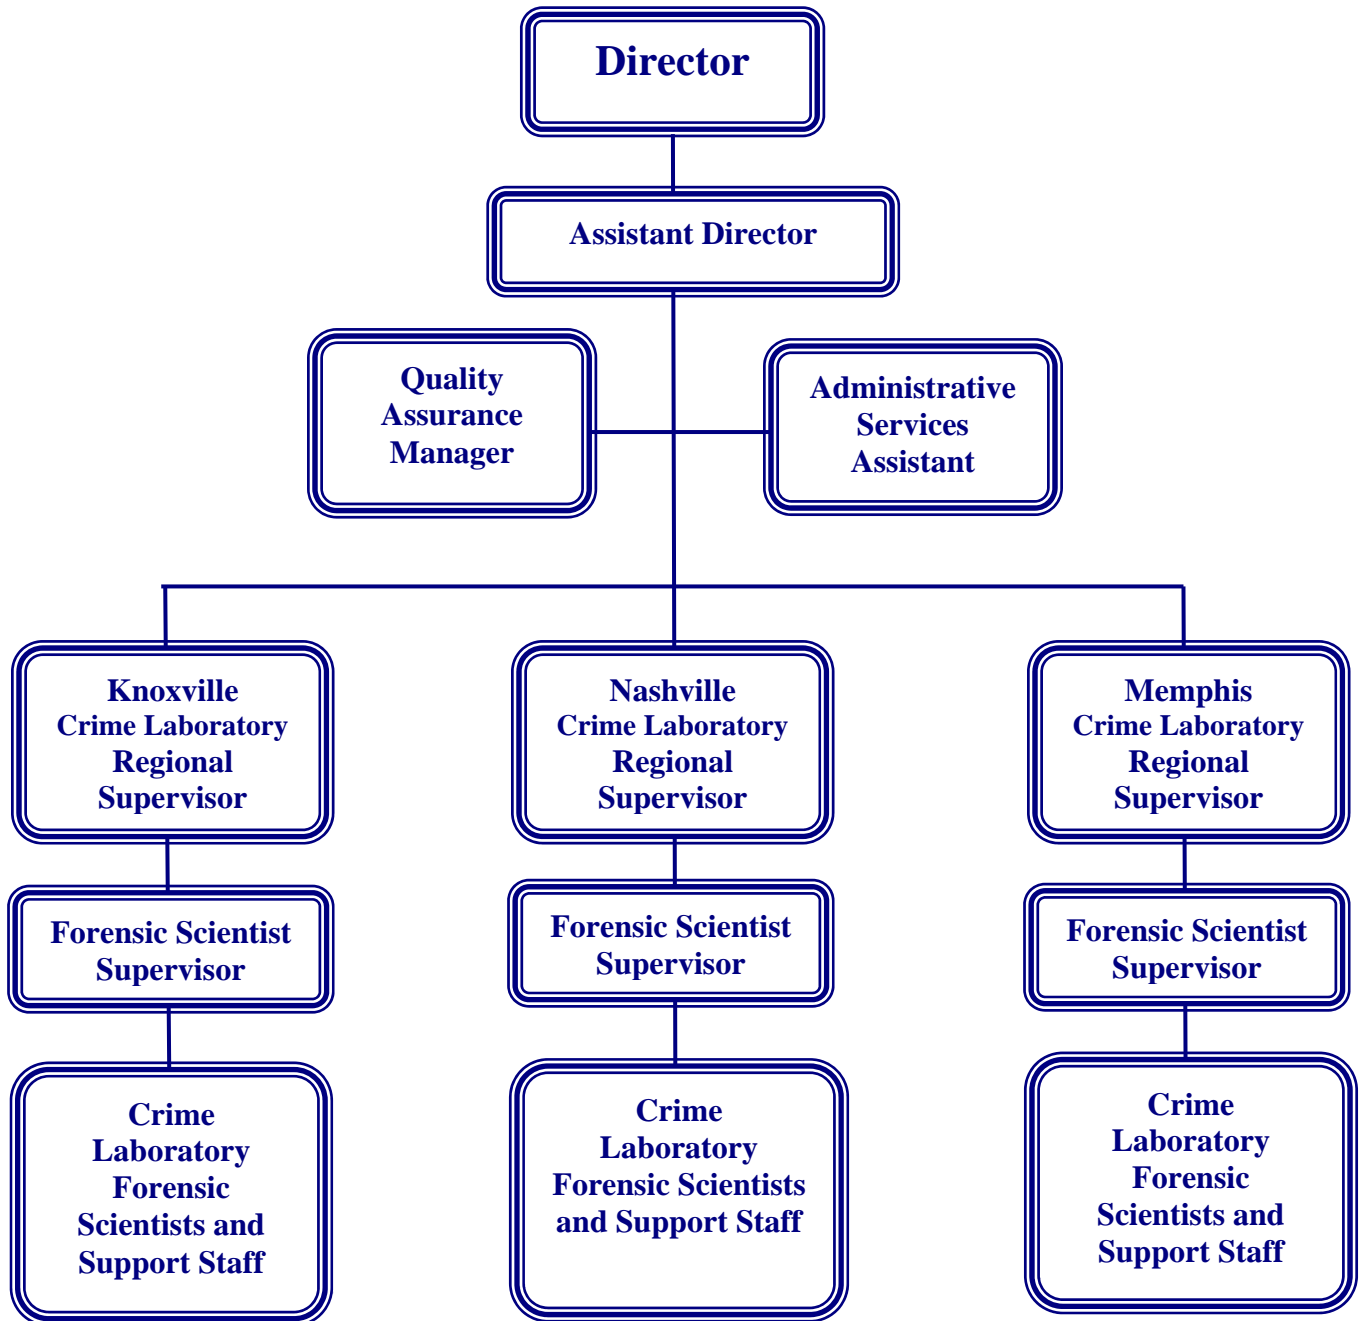 Director
Assistant Director
Quality
Assurance
Manager
Administrative
Services
Assistant
Knoxville
Crime Laboratory
Regional
Supervisor
Nashville
Crime Laboratory
Regional
Supervisor
Memphis
Crime Laboratory
Regional
Supervisor
Forensic Scientist
Supervisor
Forensic Scientist
Supervisor
Forensic Scientist
Supervisor
Crime
Laboratory
Forensic
Scientists and
Support Staff
Crime
Laboratory
Forensic Scientists
and Support Staff
Crime
Laboratory
Forensic
Scientists and
Support Staff